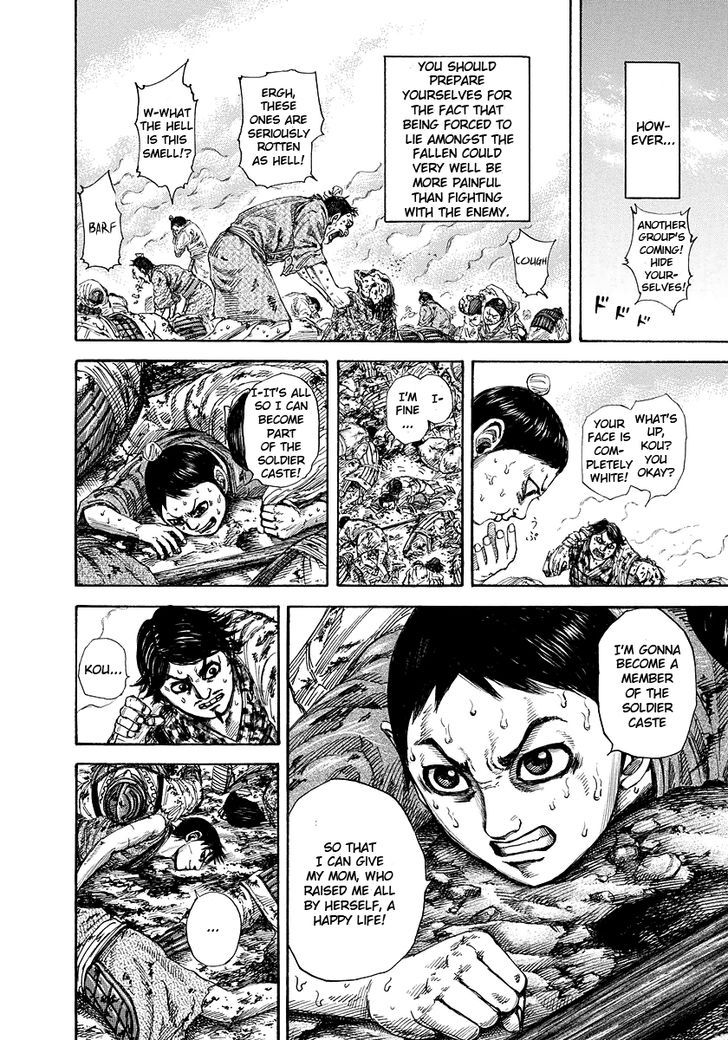 HOW-
EVER...
ANOTHER
GROUP'S
COMING!
HIDE
YOUR-
SELVES!
ドドド
YOU SHOULD
PREPARE
YOURSELVES FOR
THE FACT THAT
BEING FORCED TO
LIE AMONGST THE
FALLEN COULD
VERY WELL BE
MORE PAINFUL
THAN FIGHTING
WITH THE ENEMY.
COUGH
ERGH,
THESE
ONES ARE
SERIOUSLY
ROTTEN
AS HELL!
W-WHAT
THE HELL
IS THIS
SMELL!?
BARF
WHAT'S
UP,
KOU?
YOU
OKAY?
YOUR
FACE IS
COM-
PLETELY
WHITE!
I-
I'M
FINE
...
I-IT'S ALL
SO I CAN
BECOME
PART OF
THE
SOLDIER
CASTE!
I'M GONNA
BECOME A
MEMBER
OF THE
SOLDIER
CASTE
SO THAT
I CAN GIVE
MY MOM, WHO
RAISED ME ALL
BY HERSELF, A
HAPPY LIFE!
KOU...
...